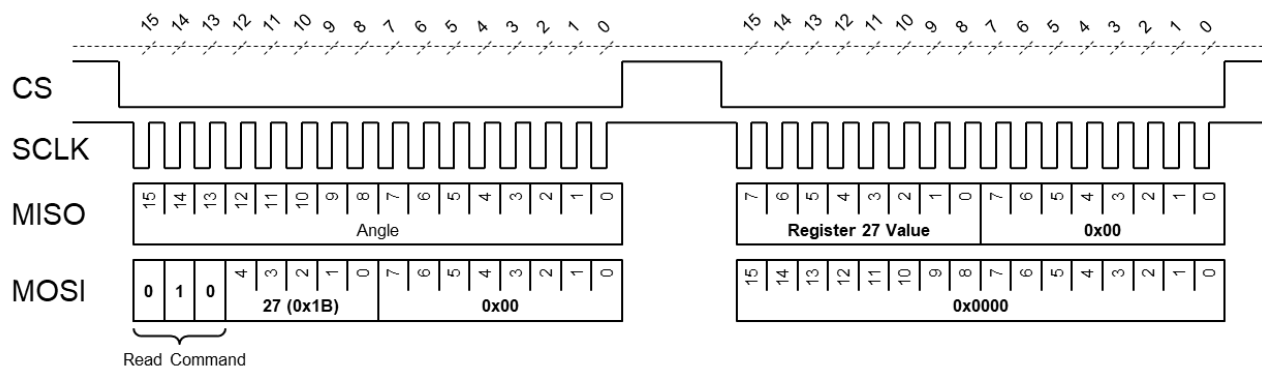 15 14 13 12 11 10 9 8 7 6 5 4 3 2 1 0 15 14 13 12 11 10 9 8 7 6 5 4 3 2 1 0
CS
SCLK
MISO
15 14 13 12 11 10 9 8 7 6 5 4 3 2 1 0 7 6 5 4 3 2 1 0 7 6 5 4 3 2 1 0
Angle Register 27 Value 0x00
MOSI
0 1 0 4 3 2 1 0 7 6 5 4 3 2 1 0 15 14 13 12 11 10 9 8 7 6 5 4 3 2 1 0
27 (0x1B) 0x00 0x0000
Read Command